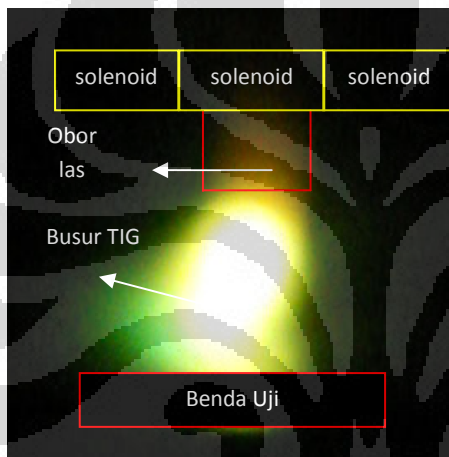 solenoid solenoid solenoid
Obor
las
Busur TIG
Benda Uji